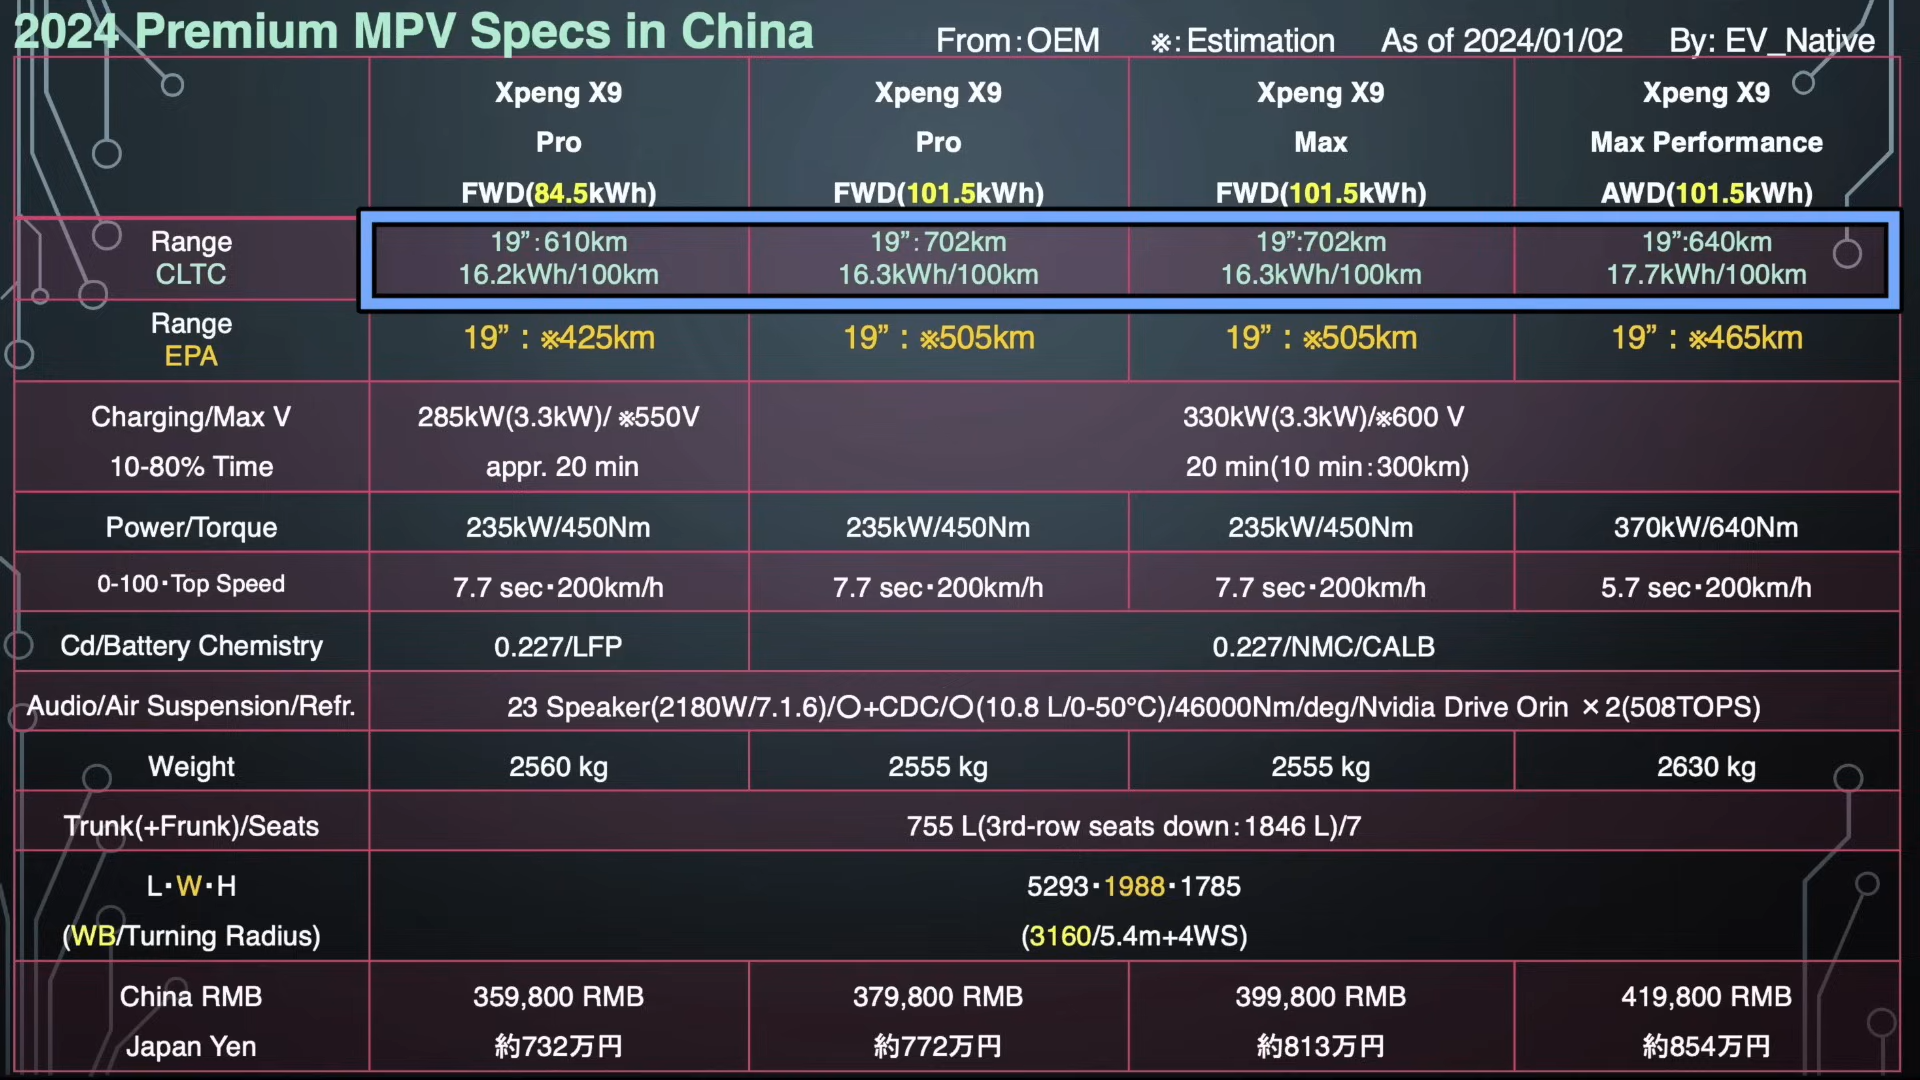 2024 Premium MPV Specs in China
From:OEM ※:Estimation As of 2024/01/02 By: EV_Native
Xpeng X9 Xpeng X9 Xpeng X9 Xpeng X9
Pro Pro Max Max Performance
FWD(84.5kWh) FWD(101.5kWh) FWD(101.5kWh) AWD(101.5kWh)
Range 19”:610km 19”:702km 19”:702km 19”:640km
CLTC 16.2kWh/100km 16.3kWh/100km 16.3kWh/100km 17.7kWh/100km
Range
EPA
19”:※425km 19”:※505km 19”:※505km 19”:※465km
Charging/Max V 285kW(3.3kW)/ ※550V 330kW(3.3kW)/※600 V
10-80% Time appr. 20 min 20 min(10 min:300km)
Power/Torque 235kW/450Nm 235kW/450Nm 235kW/450Nm 370kW/640Nm
0-100・Top Speed 7.7 sec・200km/h 7.7 sec・200km/h 7.7 sec・200km/h 5.7 sec・200km/h
Cd/Battery Chemistry 0.227/LFP 0.227/NMC/CALB
Audio/Air Suspension/Refr. 23 Speaker(2180W/7.1.6)/〇+CDC/〇(10.8 L/0-50℃)/46000Nm/deg/Nvidia Drive Orin ×2(508TOPS)
Weight 2560 kg 2555 kg 2555 kg 2630 kg
Trunk(+Frunk)/Seats 755 L(3rd-row seats down:1846 L)/7
L・W・H 5293・1988・1785
(WB/Turning Radius) (3160/5.4m+4WS)
China RMB 359,800 RMB 379,800 RMB 399,800 RMB 419,800 RMB
Japan Yen 約732万円 約772万円 約813万円 約854万円